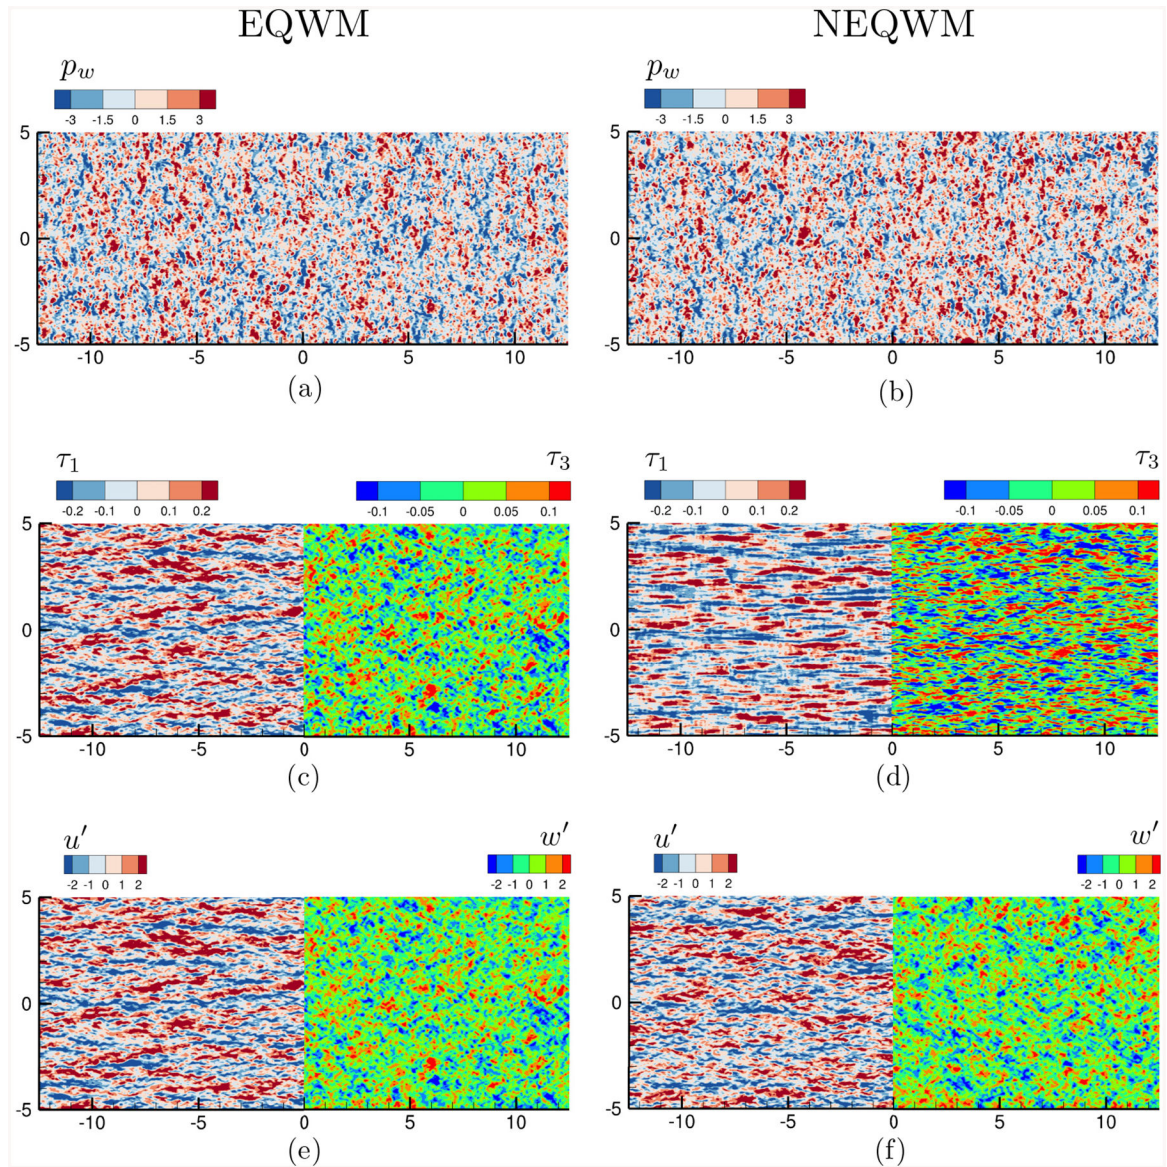 EQWM NEQWM
p_w p_w
-3 -1.5 0 1.5 3 -3 -1.5 0 1.5 3
5 5
0 0
-5 -5
-10 -5 0 5 10 -10 -5 0 5 10
(a) (b)
τ₁ τ₃ τ₁ τ₃
-0.2 -0.1 0 0.1 0.2 -0.1 -0.05 0 0.05 0.1 -0.2 -0.1 0 0.1 0.2 -0.1 -0.05 0 0.05 0.1
5 5
0 0
-5 -5
-10 -5 0 5 10 -10 -5 0 5 10
(c) (d)
u′ w′ u′ w′
-2 -1 0 1 2 -2 -1 0 1 2 -2 -1 0 1 2 -2 -1 0 1 2
5 5
0 0
-5 -5
-10 -5 0 5 10 -10 -5 0 5 10
(e) (f)